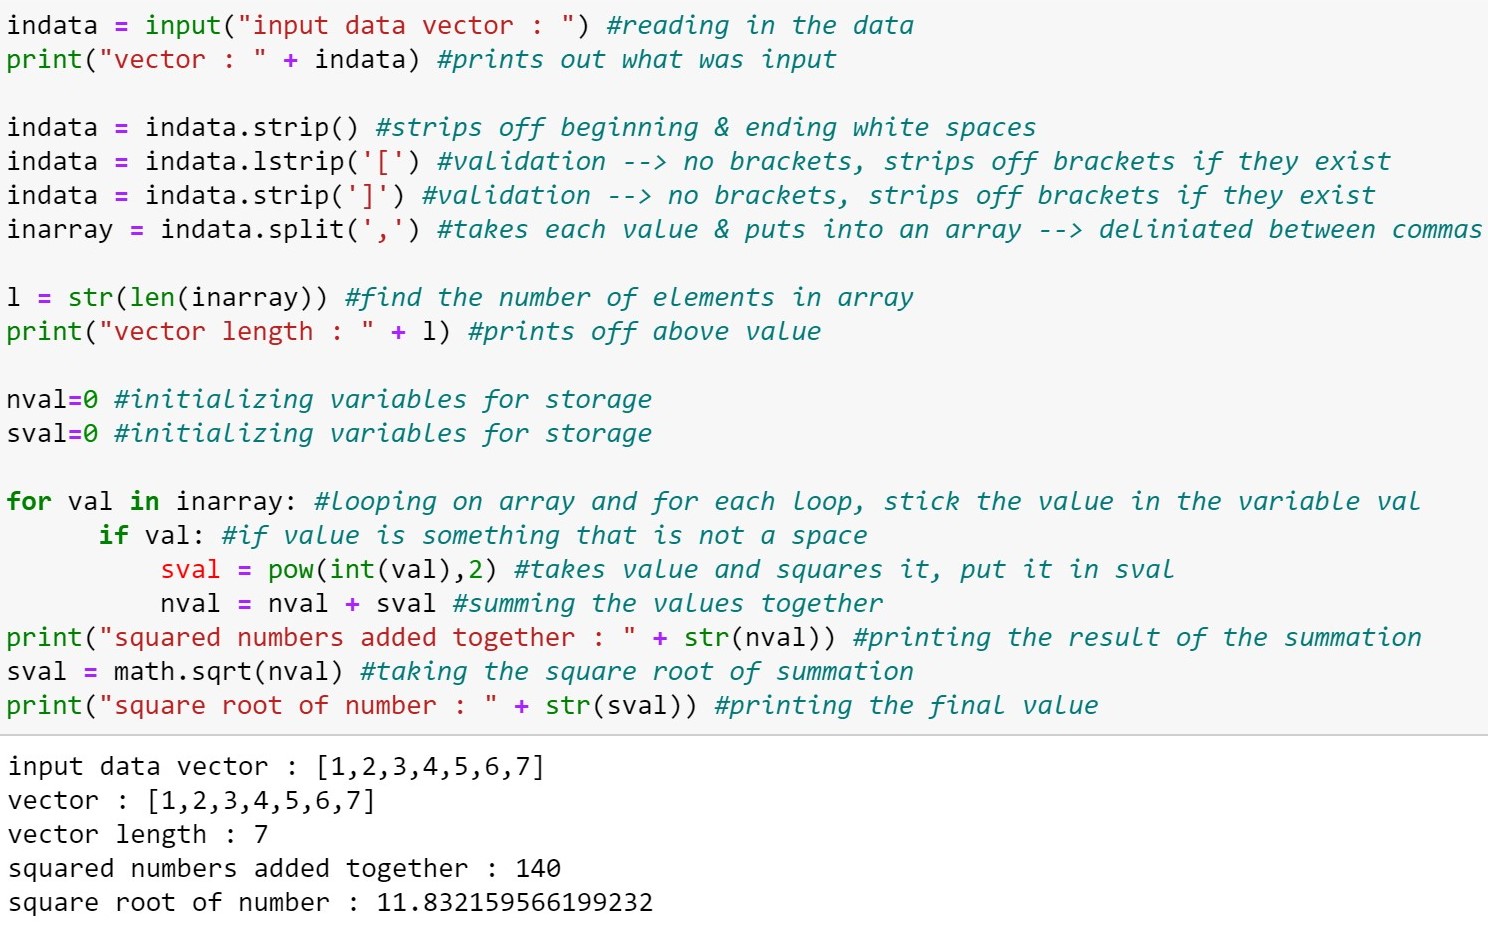 indata = input("input data vector : ") #reading in the data
print("vector : " + indata) #prints out what was input
indata = indata.strip() #strips off beginning & ending white spaces
indata = indata.lstrip('[') #validation --> no brackets, strips off brackets if they exist
indata = indata.strip(']') #validation --> no brackets, strips off brackets if they exist
inarray = indata.split(',') #takes each value & puts into an array --> deliniated between commas
l = str(len(inarray)) #find the number of elements in array
print("vector length : " + l) #prints off above value
nval=0 #initializing variables for storage
sval=0 #initializing variables for storage
for val in inarray: #looping on array and for each loop, stick the value in the variable val
      if val: #if value is something that is not a space
          sval = pow(int(val),2) #takes value and squares it, put it in sval
          nval = nval + sval #summing the values together
print("squared numbers added together : " + str(nval)) #printing the result of the summation
sval = math.sqrt(nval) #taking the square root of summation
print("square root of number : " + str(sval)) #printing the final value
input data vector : [1,2,3,4,5,6,7]
vector : [1,2,3,4,5,6,7]
vector length : 7
squared numbers added together : 140
square root of number : 11.832159566199232